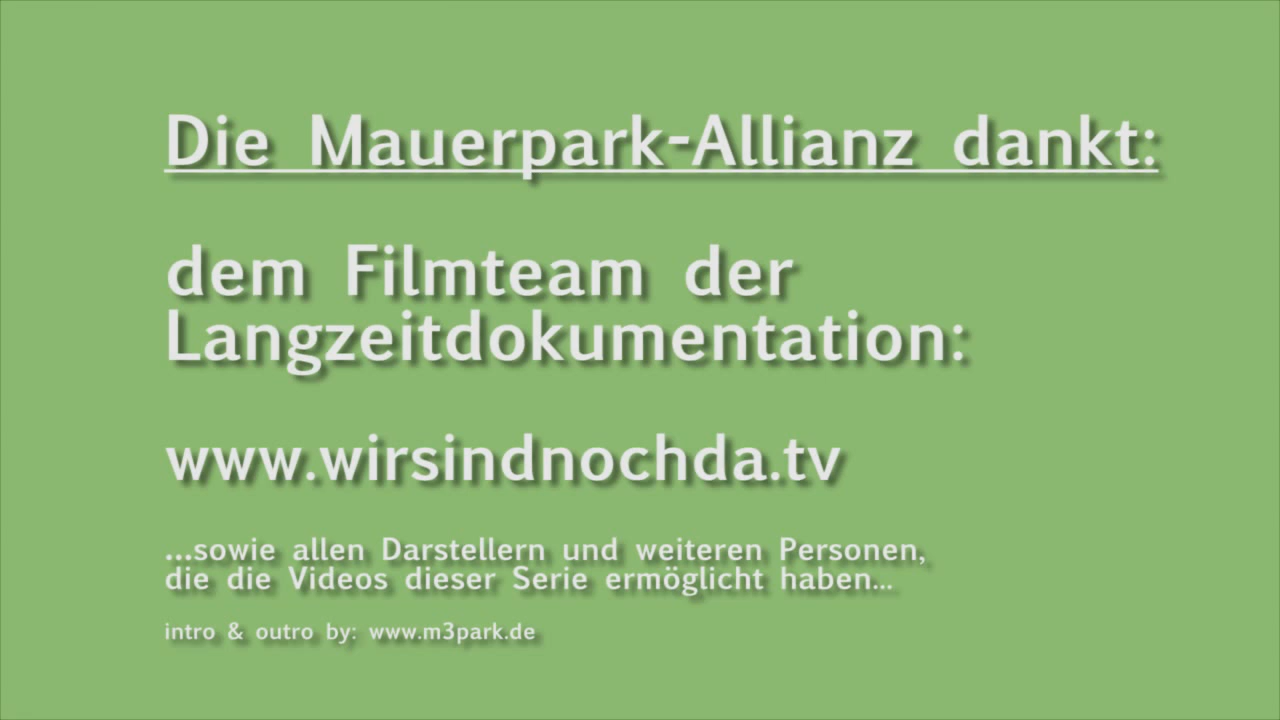 Die Mauerpark-Allianz dankt:
dem Filmteam der
Langzeitdokumentation:
www.wirsindnochda.tv
...sowie allen Darstellern und weiteren Personen,
die die Videos dieser Serie ermöglicht haben...
intro & outro by: www.m3park.de